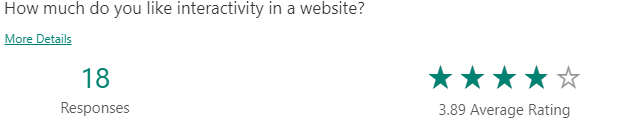 How much do you like interactivity in a website?
More Details
18
Responses
3.89 Average Rating